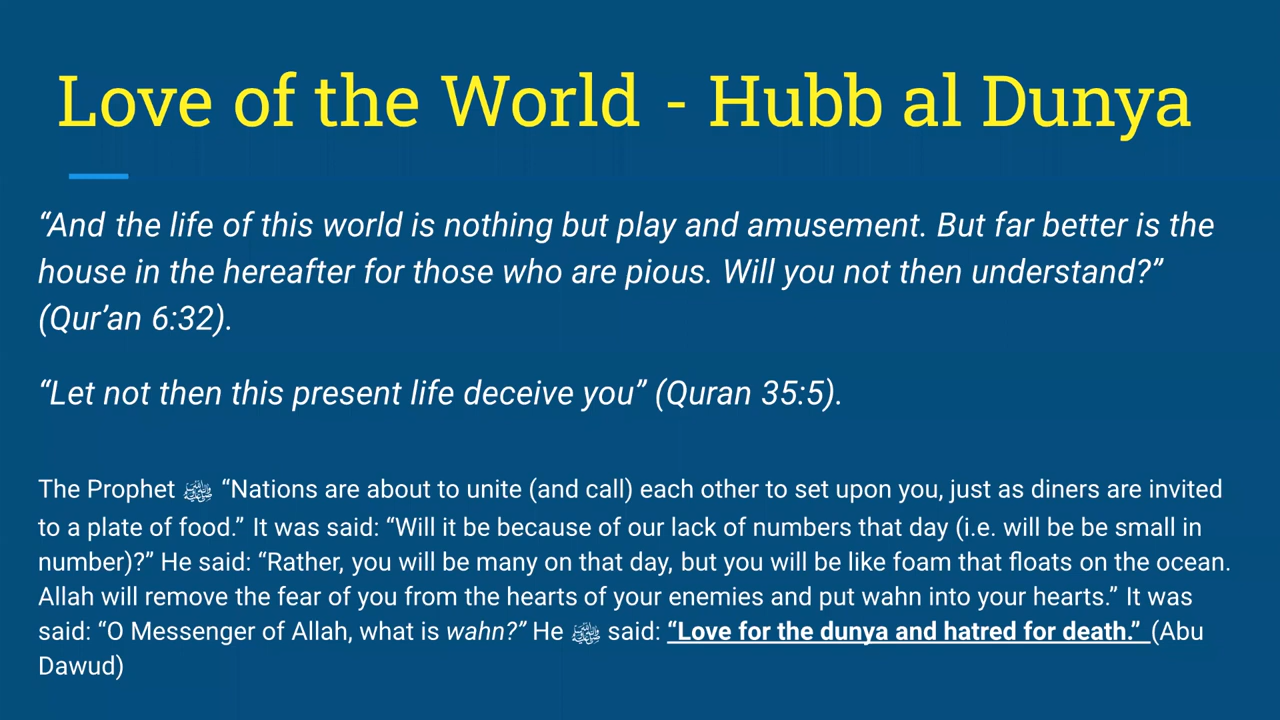 Love of the World - Hubb al Dunya
“And the life of this world is nothing but play and amusement. But far better is the
house in the hereafter for those who are pious. Will you not then understand?”
(Qur’an 6:32).
“Let not then this present life deceive you” (Quran 35:5).
The Prophet ﷺ “Nations are about to unite (and call) each other to set upon you, just as diners are invited
to a plate of food.” It was said: “Will it be because of our lack of numbers that day (i.e. will be be small in
number)?” He said: “Rather, you will be many on that day, but you will be like foam that floats on the ocean.
Allah will remove the fear of you from the hearts of your enemies and put wahn into your hearts.” It was
said: “O Messenger of Allah, what is wahn?” He ﷺ said: “Love for the dunya and hatred for death.” (Abu
Dawud)